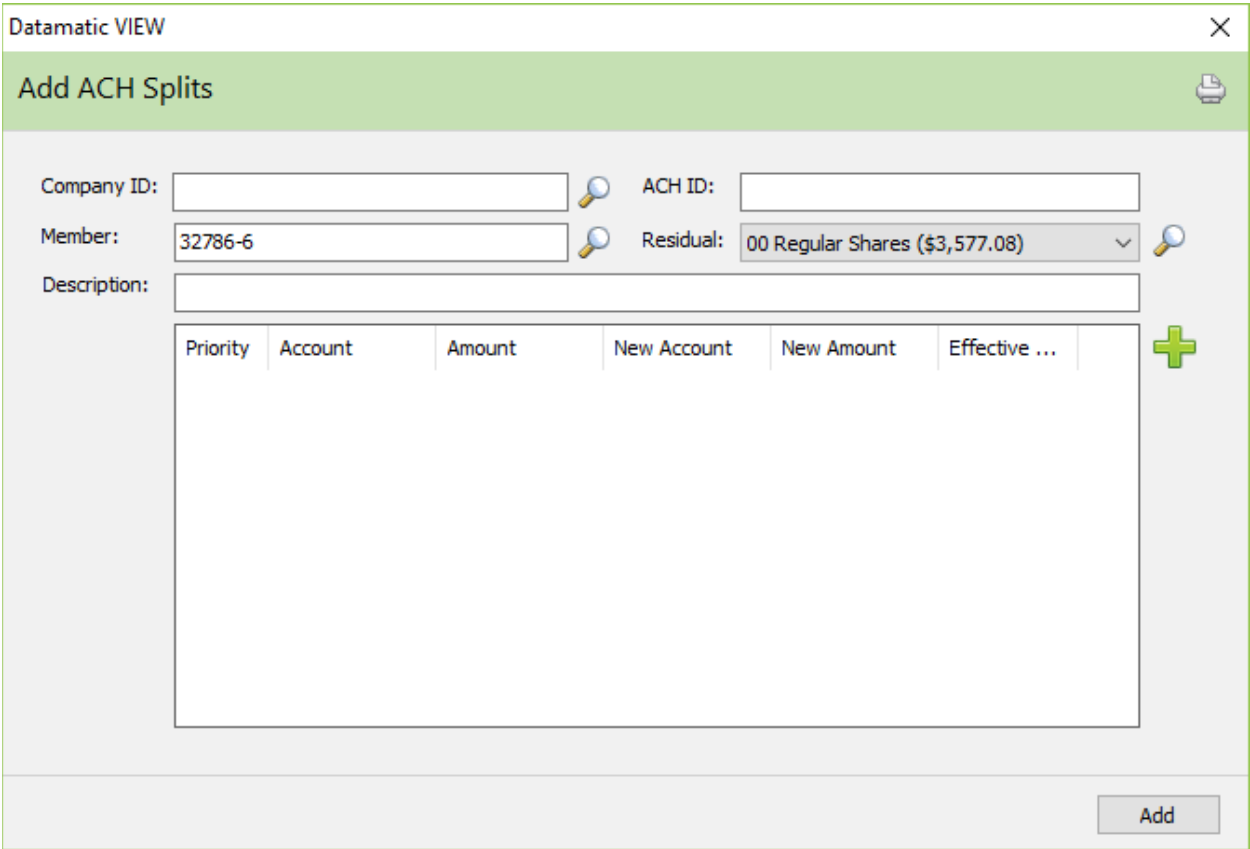 Datamatic VIEW
Add ACH Splits
Company ID: ACH ID:
Member: 32786-6 Residual: 00 Regular Shares ($3,577.08)
Description:
Priority Account Amount New Account New Amount Effective ...
Add